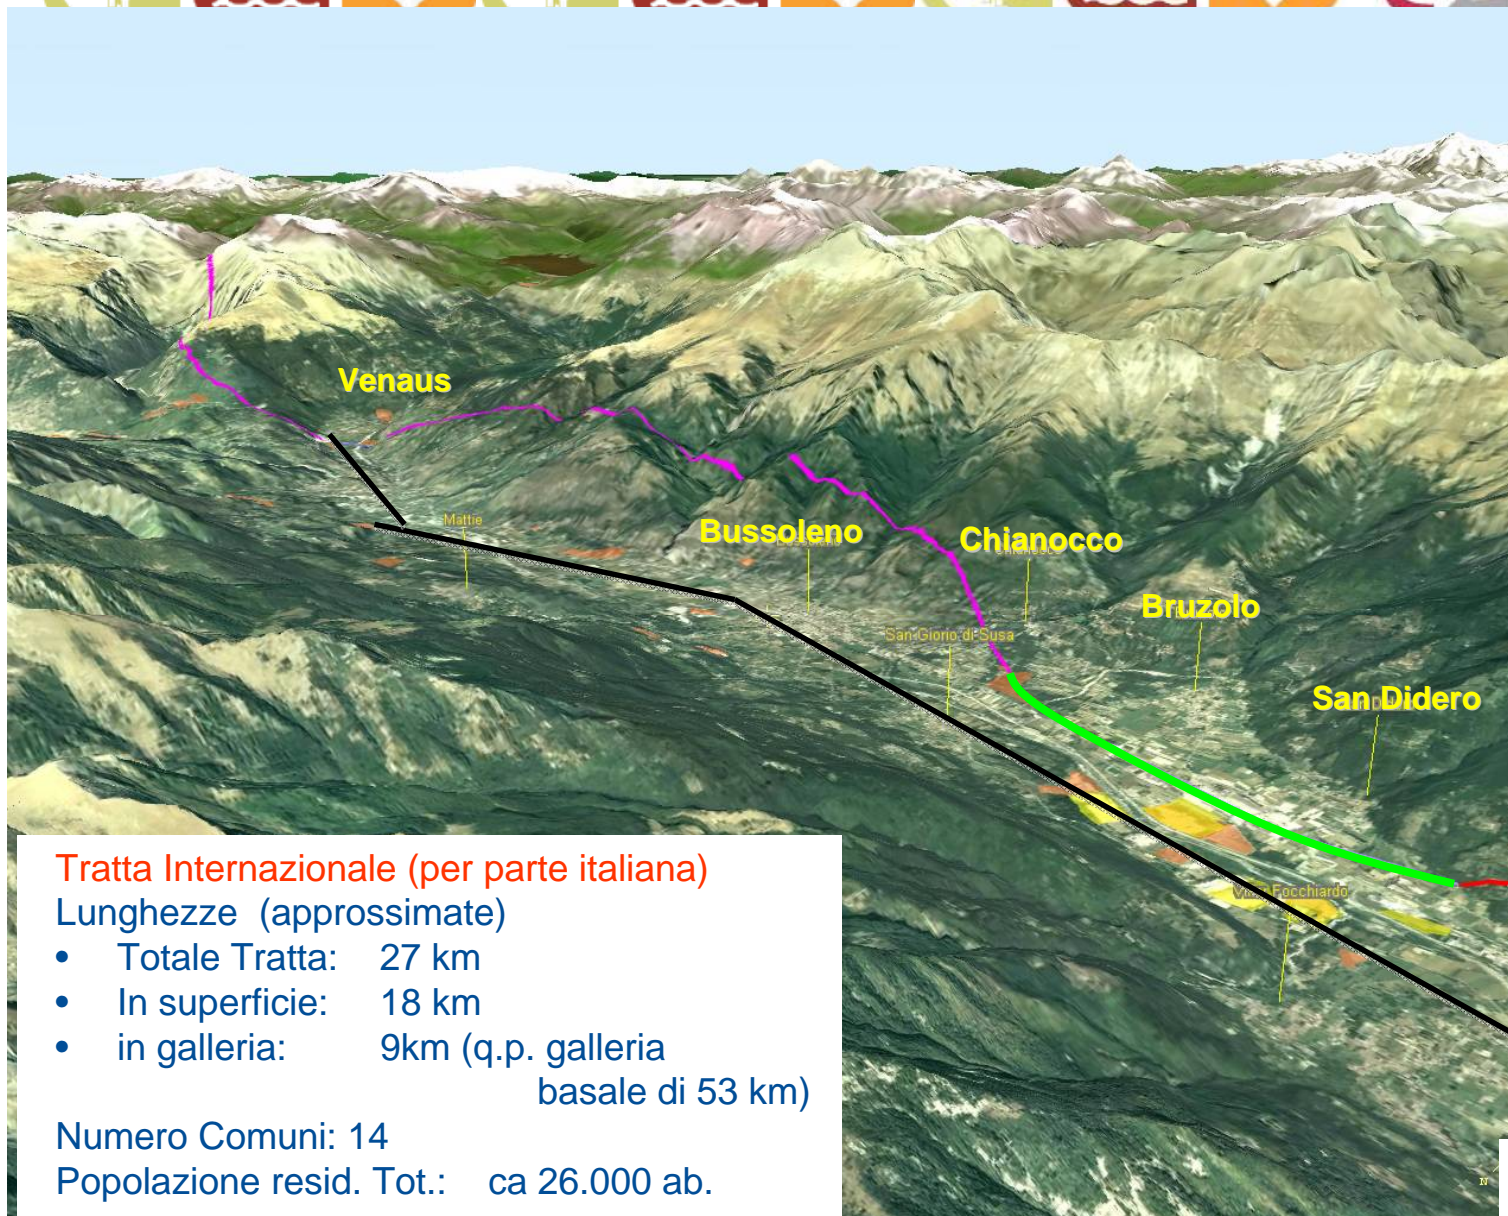 Venaus
Mattie
Bussoleno
Chianocco
Bruzolo
San Giorio di Susa
San Didero
Focchiardo
Tratta Internazionale (per parte italiana)
Lunghezze (approssimate)
• Totale Tratta: 27 km
• In superficie: 18 km
• in galleria: 9km (q.p. galleria
basale di 53 km)
Numero Comuni: 14
Popolazione resid. Tot.: ca 26.000 ab.
N